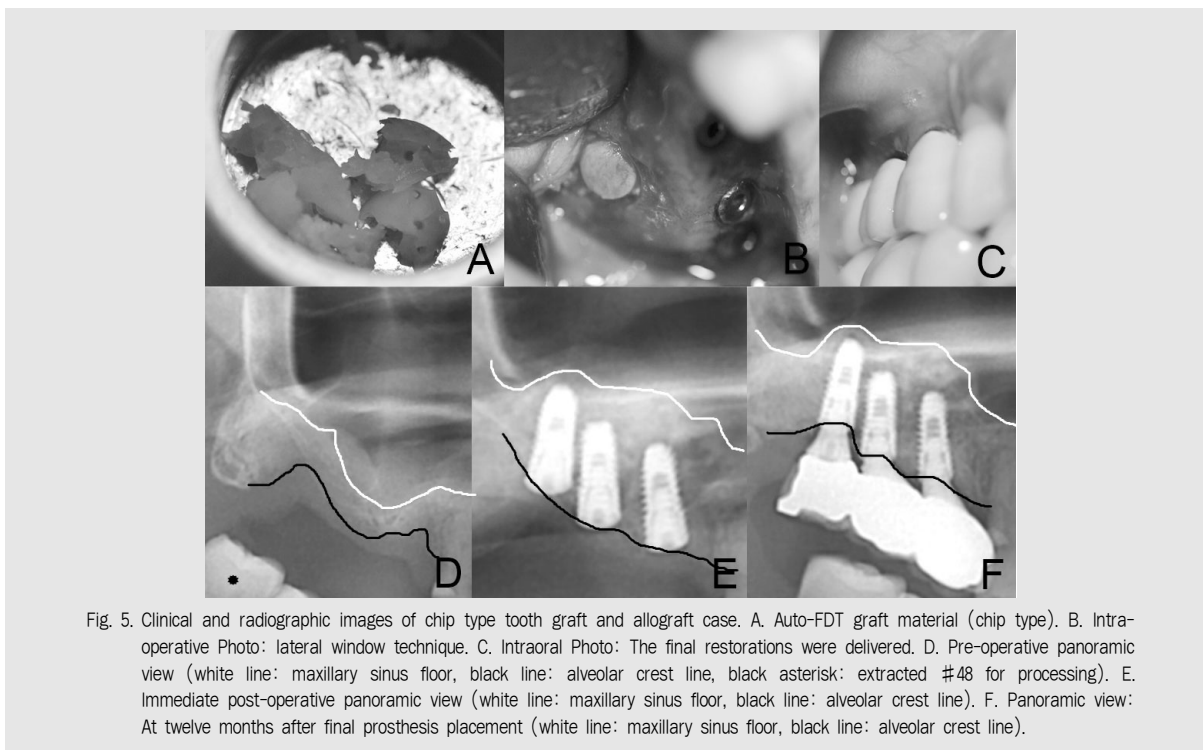 A
B
C
D
E
F
Fig. 5. Clinical and radiographic images of chip type tooth graft and allograft case. A. Auto-FDT graft material (chip type). B. Intra-
operative Photo: lateral window technique. C. Intraoral Photo: The final restorations were delivered. D. Pre-operative panoramic
view (white line: maxillary sinus floor, black line: alveolar crest line, black asterisk: extracted #48 for processing). E.
Immediate post-operative panoramic view (white line: maxillary sinus floor, black line: alveolar crest line). F. Panoramic view:
At twelve months after final prosthesis placement (white line: maxillary sinus floor, black line: alveolar crest line).